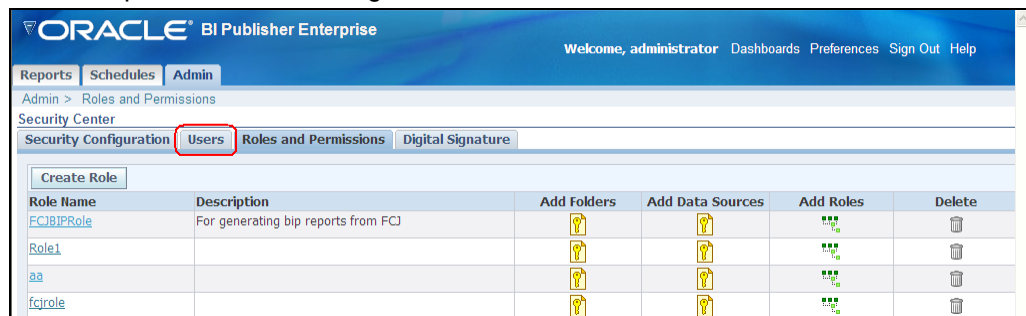 ORACLE® BI Publisher Enterprise
Welcome, administrator Dashboards Preferences Sign Out Help
Reports Schedules Admin
Admin > Roles and Permissions
Security Center
Security Configuration Users Roles and Permissions Digital Signature
Create Role
Role Name Description Add Folders Add Data Sources Add Roles Delete
FCJBIPRole For generating bip reports from FCJ
Role1
aa
fcjrole